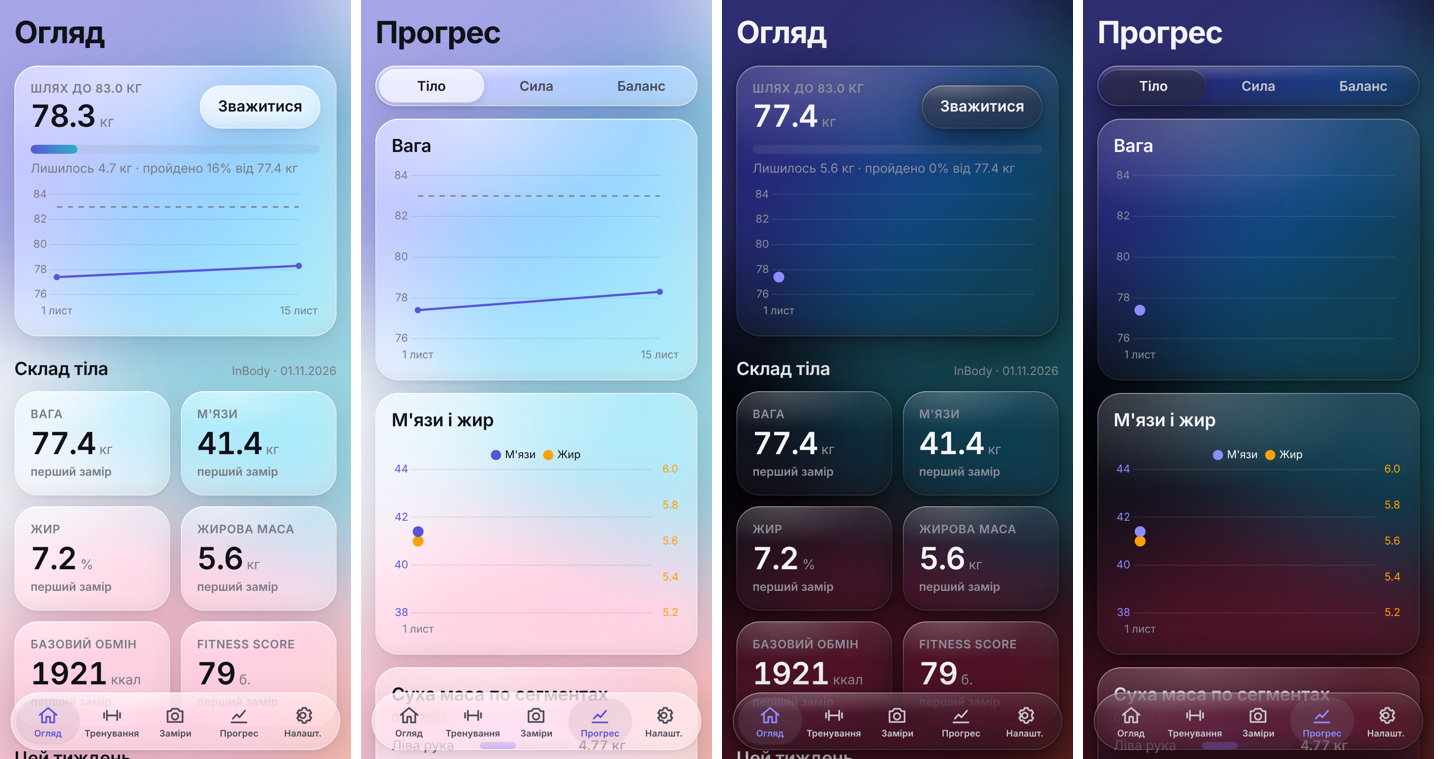 Огляд
ШЛЯХ ДО 83.0 КГ
78.3 кг
Зважитися
Лишилось 4.7 кг · пройдено 16% від 77.4 кг
84
82
80
78
76
1 лист
15 лист
Склад тіла
InBody · 01.11.2026
ВАГА
77.4 кг
перший замір
М'ЯЗИ
41.4 кг
перший замір
ЖИР
7.2 %
перший замір
ЖИРОВА МАСА
5.6 кг
перший замір
БАЗОВИЙ ОБМІН
1921 ккал
перший замір
FITNESS SCORE
79 б.
перший замір
Огляд
Тренування
Заміри
Прогрес
Налашт.
Цей тиждень
Прогрес
Тіло
Сила
Баланс
Вага
84
82
80
78
76
1 лист
15 лист
М'язи і жир
М'язи
Жир
44
42
40
38
6.0
5.8
5.6
5.4
5.2
1 лист
Суха маса по сегментах
Ліва рука
4.77 кг
Огляд
Тренування
Заміри
Прогрес
Налашт.
Огляд
ШЛЯХ ДО 83.0 КГ
77.4 кг
Зважитися
Лишилось 5.6 кг · пройдено 0% від 77.4 кг
84
82
80
78
76
1 лист
Склад тіла
InBody · 01.11.2026
ВАГА
77.4 кг
перший замір
М'ЯЗИ
41.4 кг
перший замір
ЖИР
7.2 %
перший замір
ЖИРОВА МАСА
5.6 кг
перший замір
БАЗОВИЙ ОБМІН
1921 ккал
перший замір
FITNESS SCORE
79 б.
перший замір
Огляд
Тренування
Заміри
Прогрес
Налашт.
Цей тиждень
Прогрес
Тіло
Сила
Баланс
Вага
84
82
80
78
76
1 лист
М'язи і жир
М'язи
Жир
44
42
40
38
6.0
5.8
5.6
5.4
5.2
1 лист
Суха маса по сегментах
Ліва рука
4.77 кг
Огляд
Тренування
Заміри
Прогрес
Налашт.